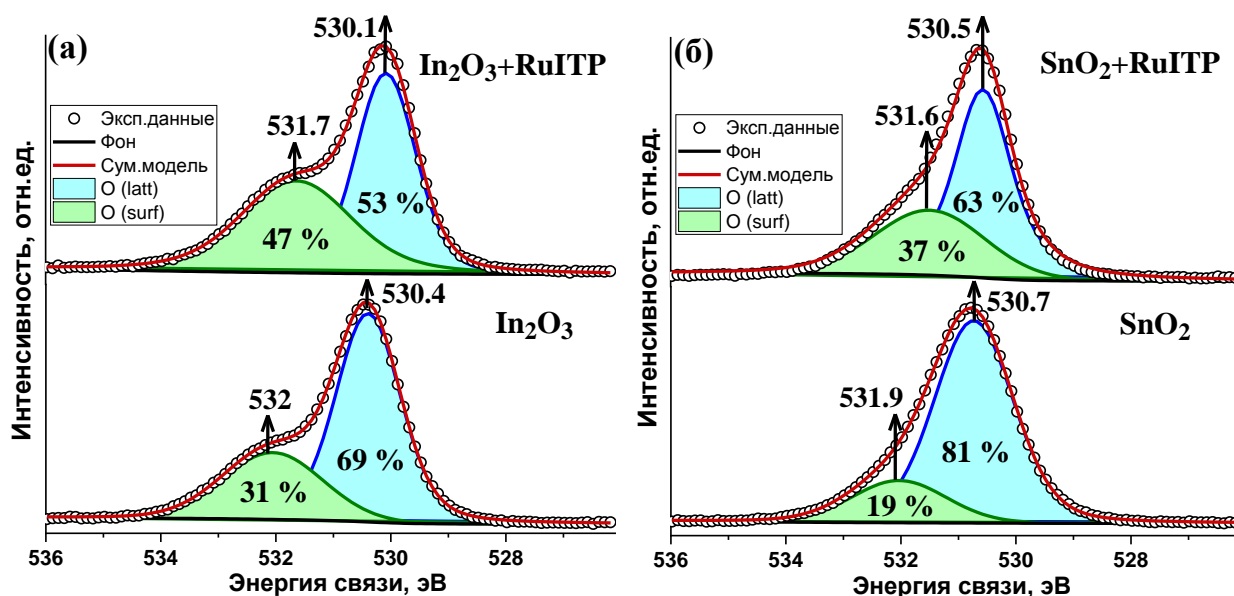 (а)
530.1
In2O3+RuITP
Эксп.данные
Фон
Сум.модель
O (latt)
O (surf)
531.7
53 %
47 %
530.4
In2O3
532
69 %
31 %
Интенсивность, отн.ед.
536 534 532 530 528
Энергия связи, эВ
(б)
530.5
SnO2+RuITP
Эксп.данные
Фон
Сум.модель
O (latt)
O (surf)
531.6
63 %
37 %
530.7
SnO2
531.9
81 %
19 %
Интенсивность, отн.ед.
536 534 532 530 528
Энергия связи, эВ